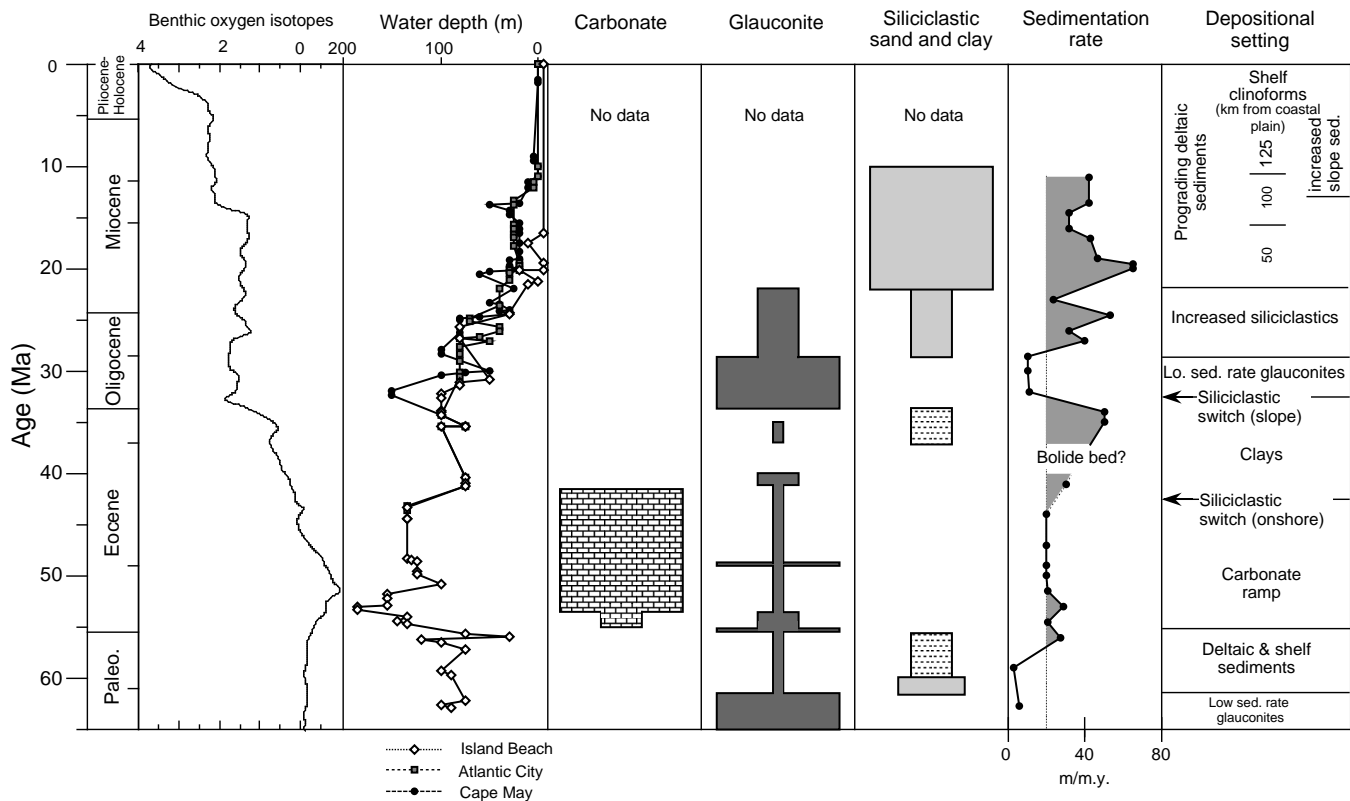 Benthic oxygen isotopes
Water depth (m)
Carbonate
Glauconite
Siliciclastic
sand and clay
Sedimentation
rate
Depositional
setting
4 2 0 200 100 0
0 40 80
Age (Ma)
0
10
20
30
40
50
60
Pliocene-
Holocene
Miocene
Oligocene
Eocene
Paleo.
No data
No data
No data
Bolide bed?
Prograding deltaic
sediments
Shelf
clinoforms
(km from coastal
plain)
125
100
50
increased
slope sed.
Increased siliciclastics
Lo. sed. rate glauconites
Siliciclastic
switch (slope)
Clays
Siliciclastic
switch (onshore)
Carbonate
ramp
Deltaic & shelf
sediments
Low sed. rate
glauconites
0 40 80
m/m.y.
Island Beach
Atlantic City
Cape May